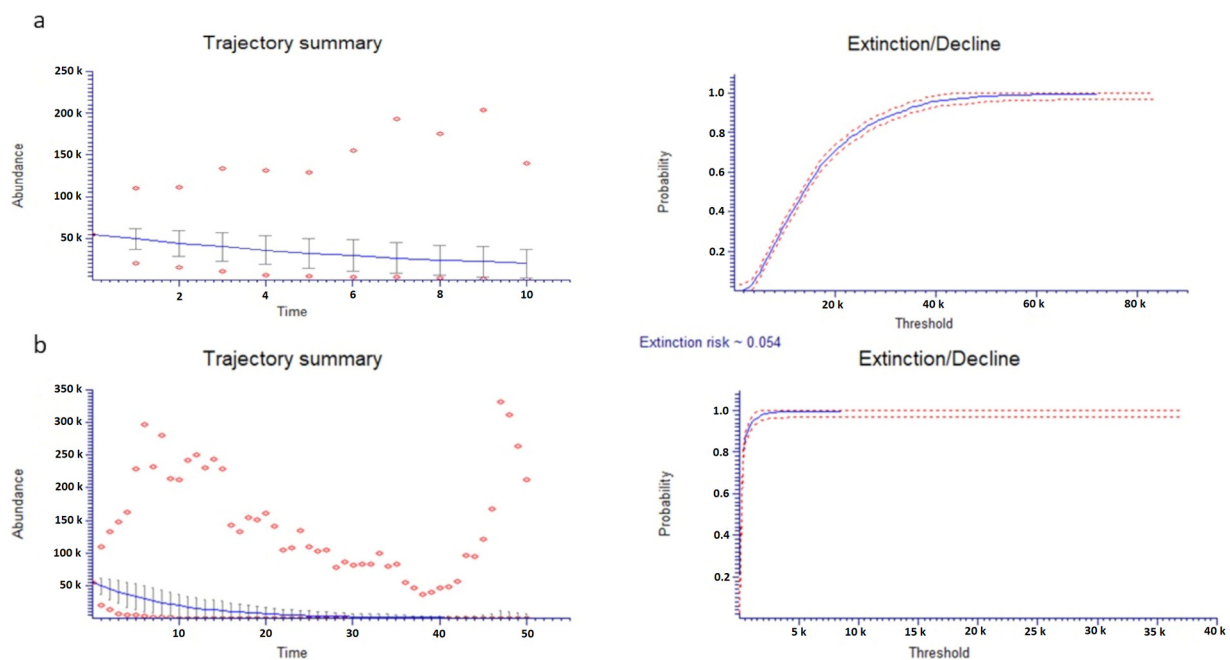 a
Trajectory summary
250 k
200 k
150 k
100 k
50 k
Abundance
2
4
6
8
10
Time
Extinction/Decline
1.0
0.8
0.6
0.4
0.2
Probability
20 k
40 k
60 k
80 k
Threshold
b
Trajectory summary
350 k
300 k
250 k
200 k
150 k
100 k
50 k
Abundance
10
20
30
40
50
Time
Extinction risk ~ 0.054
Extinction/Decline
1.0
0.8
0.6
0.4
0.2
Probability
5 k
10 k
15 k
20 k
25 k
30 k
35 k
40 k
Threshold